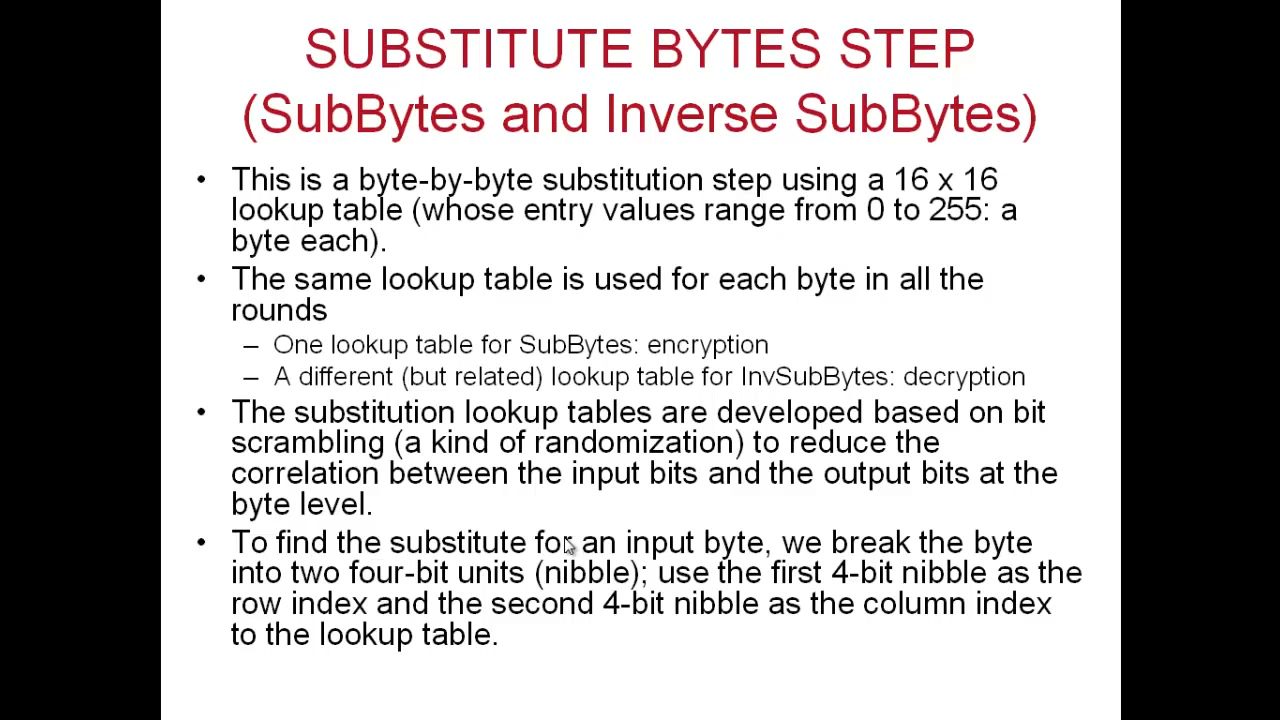 SUBSTITUTE BYTES STEP
(SubBytes and Inverse SubBytes)
• This is a byte-by-byte substitution step using a 16 x 16
lookup table (whose entry values range from 0 to 255: a
byte each).
• The same lookup table is used for each byte in all the
rounds
– One lookup table for SubBytes: encryption
– A different (but related) lookup table for InvSubBytes: decryption
• The substitution lookup tables are developed based on bit
scrambling (a kind of randomization) to reduce the
correlation between the input bits and the output bits at the
byte level.
• To find the substitute for an input byte, we break the byte
into two four-bit units (nibble); use the first 4-bit nibble as the
row index and the second 4-bit nibble as the column index
to the lookup table.